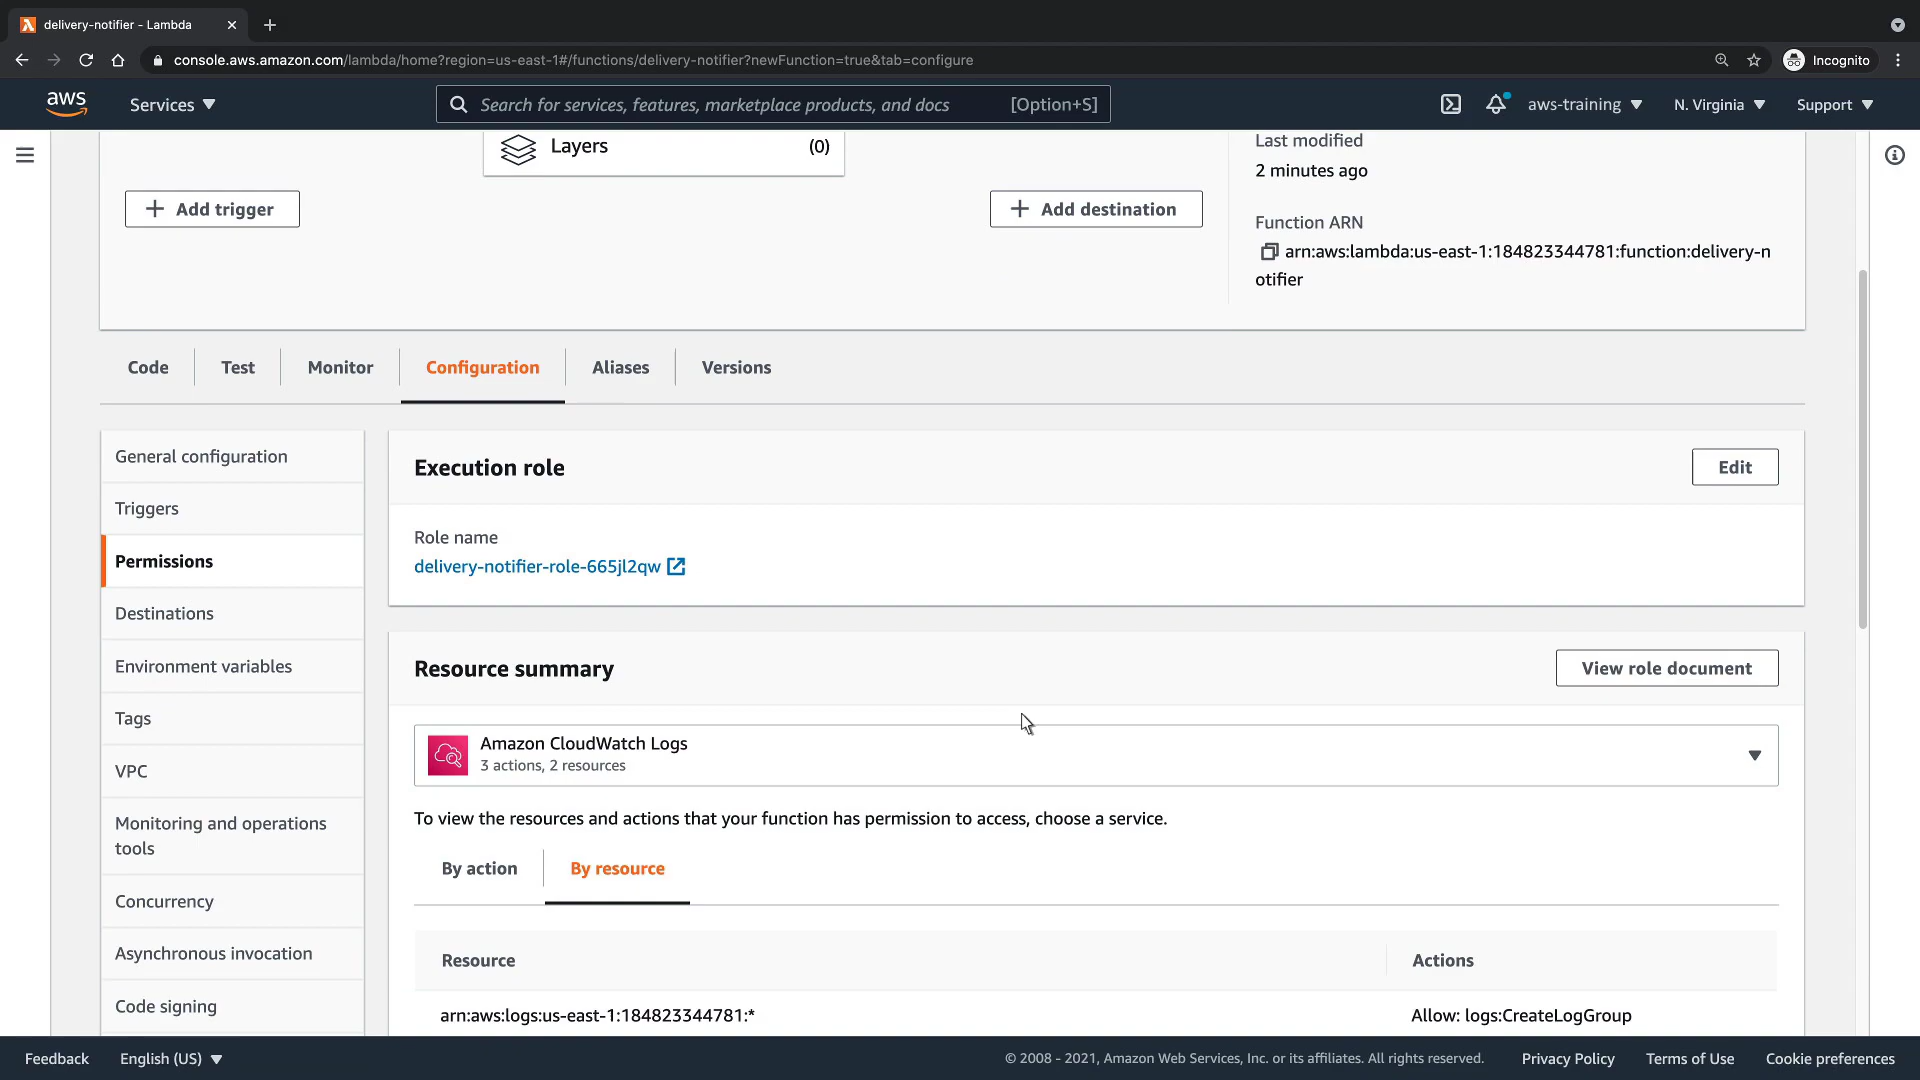 delivery-notifier - Lambda
console.aws.amazon.com/lambda/home?region=us-east-1#/functions/delivery-notifier?newFunction=true&tab=configure
Incognito
aws
Services
Search for services, features, marketplace products, and docs
[Option+S]
aws-training
N. Virginia
Support
Layers
(0)
Last modified
2 minutes ago
Add trigger
Add destination
Function ARN
arn:aws:lambda:us-east-1:184823344781:function:delivery-n
otifier
Code
Test
Monitor
Configuration
Aliases
Versions
General configuration
Triggers
Permissions
Destinations
Environment variables
Tags
VPC
Monitoring and operations
tools
Concurrency
Asynchronous invocation
Code signing
Execution role
Edit
Role name
delivery-notifier-role-665jl2qw
Resource summary
View role document
Amazon CloudWatch Logs
3 actions, 2 resources
To view the resources and actions that your function has permission to access, choose a service.
By action
By resource
Resource
Actions
arn:aws:logs:us-east-1:184823344781:*
Allow: logs:CreateLogGroup
Feedback
English (US)
© 2008 - 2021, Amazon Web Services, Inc. or its affiliates. All rights reserved.
Privacy Policy
Terms of Use
Cookie preferences